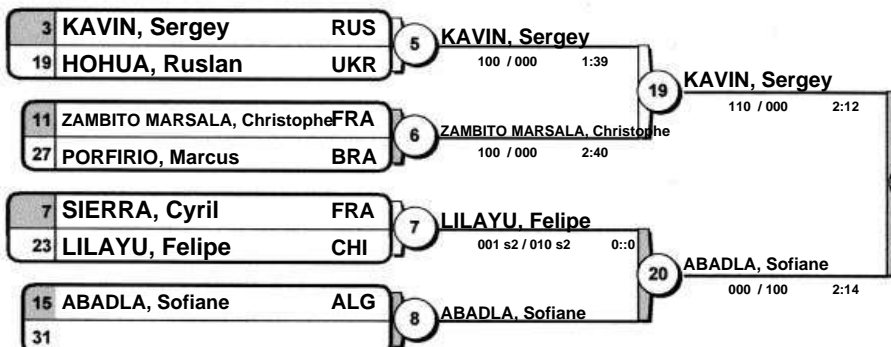 3 KAVIN, Sergey RUS
19 HOHUA, Ruslan UKR
5
KAVIN, Sergey
100 / 000 1:39
11 ZAMBITO MARSALA, Christophe FRA
27 PORFIRIO, Marcus BRA
6
ZAMBITO MARSALA, Christophe
100 / 000 2:40
19
KAVIN, Sergey
110 / 000 2:12
7 SIERRA, Cyril FRA
23 LILAYU, Felipe CHI
7
LILAYU, Felipe
001 s2 / 010 s2 0::0
15 ABADLA, Sofiane ALG
31
8
ABADLA, Sofiane
20
ABADLA, Sofiane
000 / 100 2:14